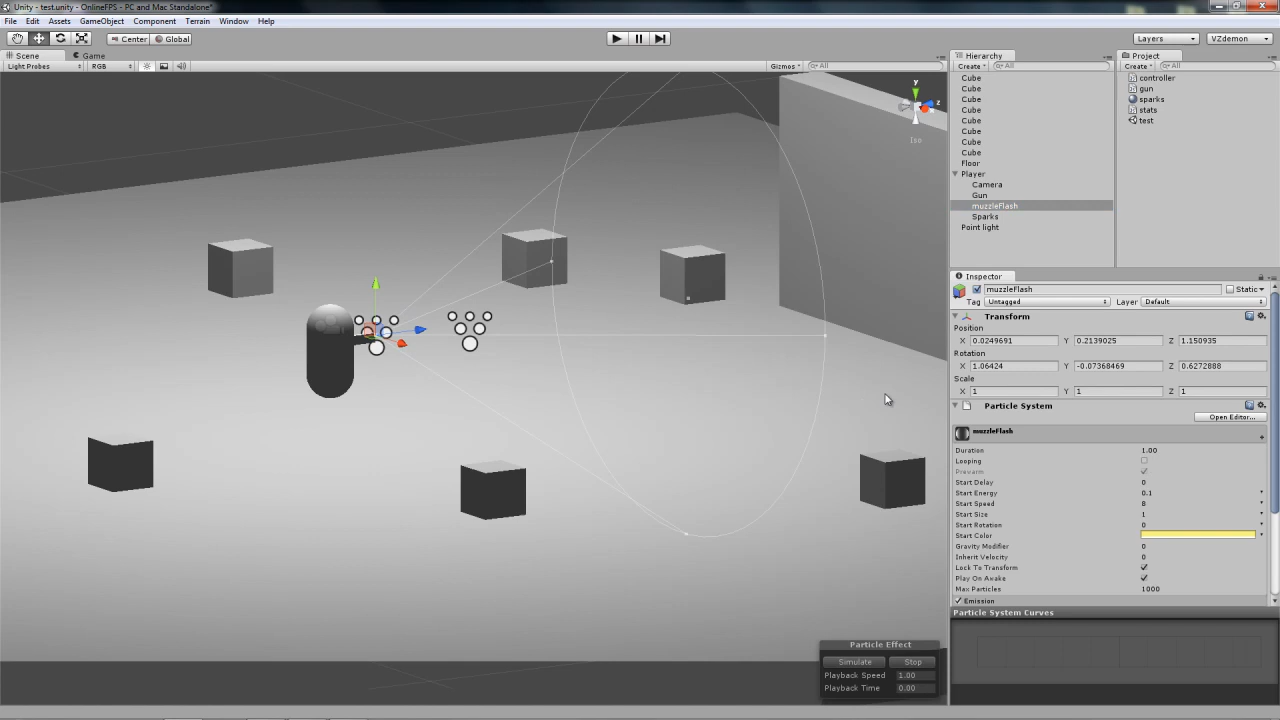 Unity - test.unity - OnlineFPS - PC and Mac Standalone*
File Edit Assets GameObject Component Terrain Window Help
Center Global
Layers VZdemon
Scene Game
Light Probes RGB Gizmos All
y
z
Iso
Hierarchy
Create All
Cube
Cube
Cube
Cube
Cube
Cube
Cube
Cube
Floor
Player
Camera
Gun
muzzleFlash
Sparks
Point light
Project
Create All
controller
gun
sparks
stats
test
Inspector
muzzleFlash Static
Tag Untagged Layer Default
Transform
Position
X 0.0249691 Y 0.2139025 Z 1.150935
Rotation
X 1.06424 Y -0.07368469 Z 0.6272888
Scale
X 1 Y 1 Z 1
Particle System
Open Editor...
muzzleFlash
Duration 1.00
Looping
Prewarm
Start Delay 0
Start Energy 0.1
Start Speed 8
Start Size 1
Start Rotation 0
Start Color
Gravity Modifier 0
Inherit Velocity 0
Lock To Transform
Play On Awake
Max Particles 1000
Emission
Particle System Curves
Particle Effect
Simulate Stop
Playback Speed 1.00
Playback Time 0.00